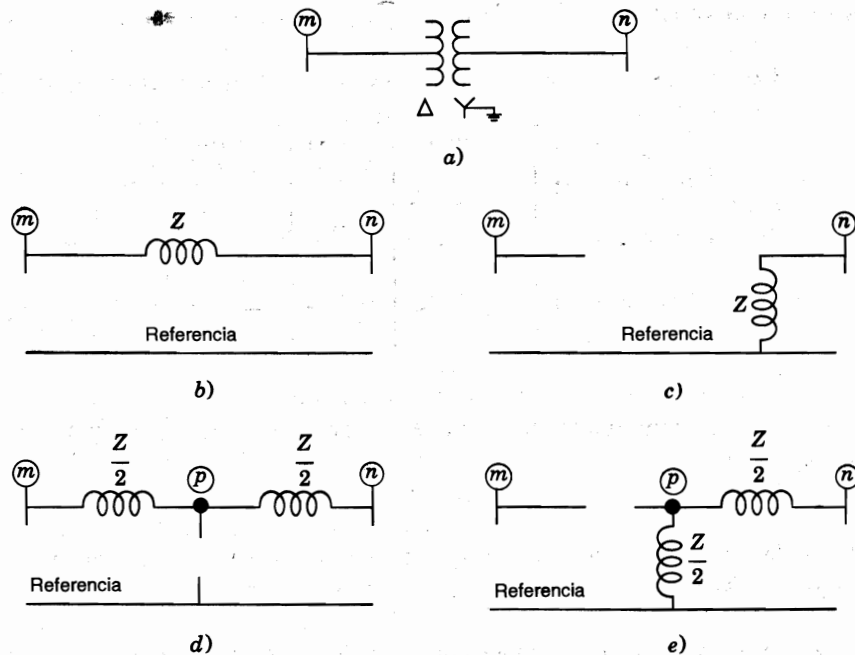 m n
Δ
a)
m Z n
Referencia
b)
m n
Z
Referencia
c)
m Z/2 p Z/2 n
Referencia
d)
m p Z/2 n
Z/2
Referencia
e)